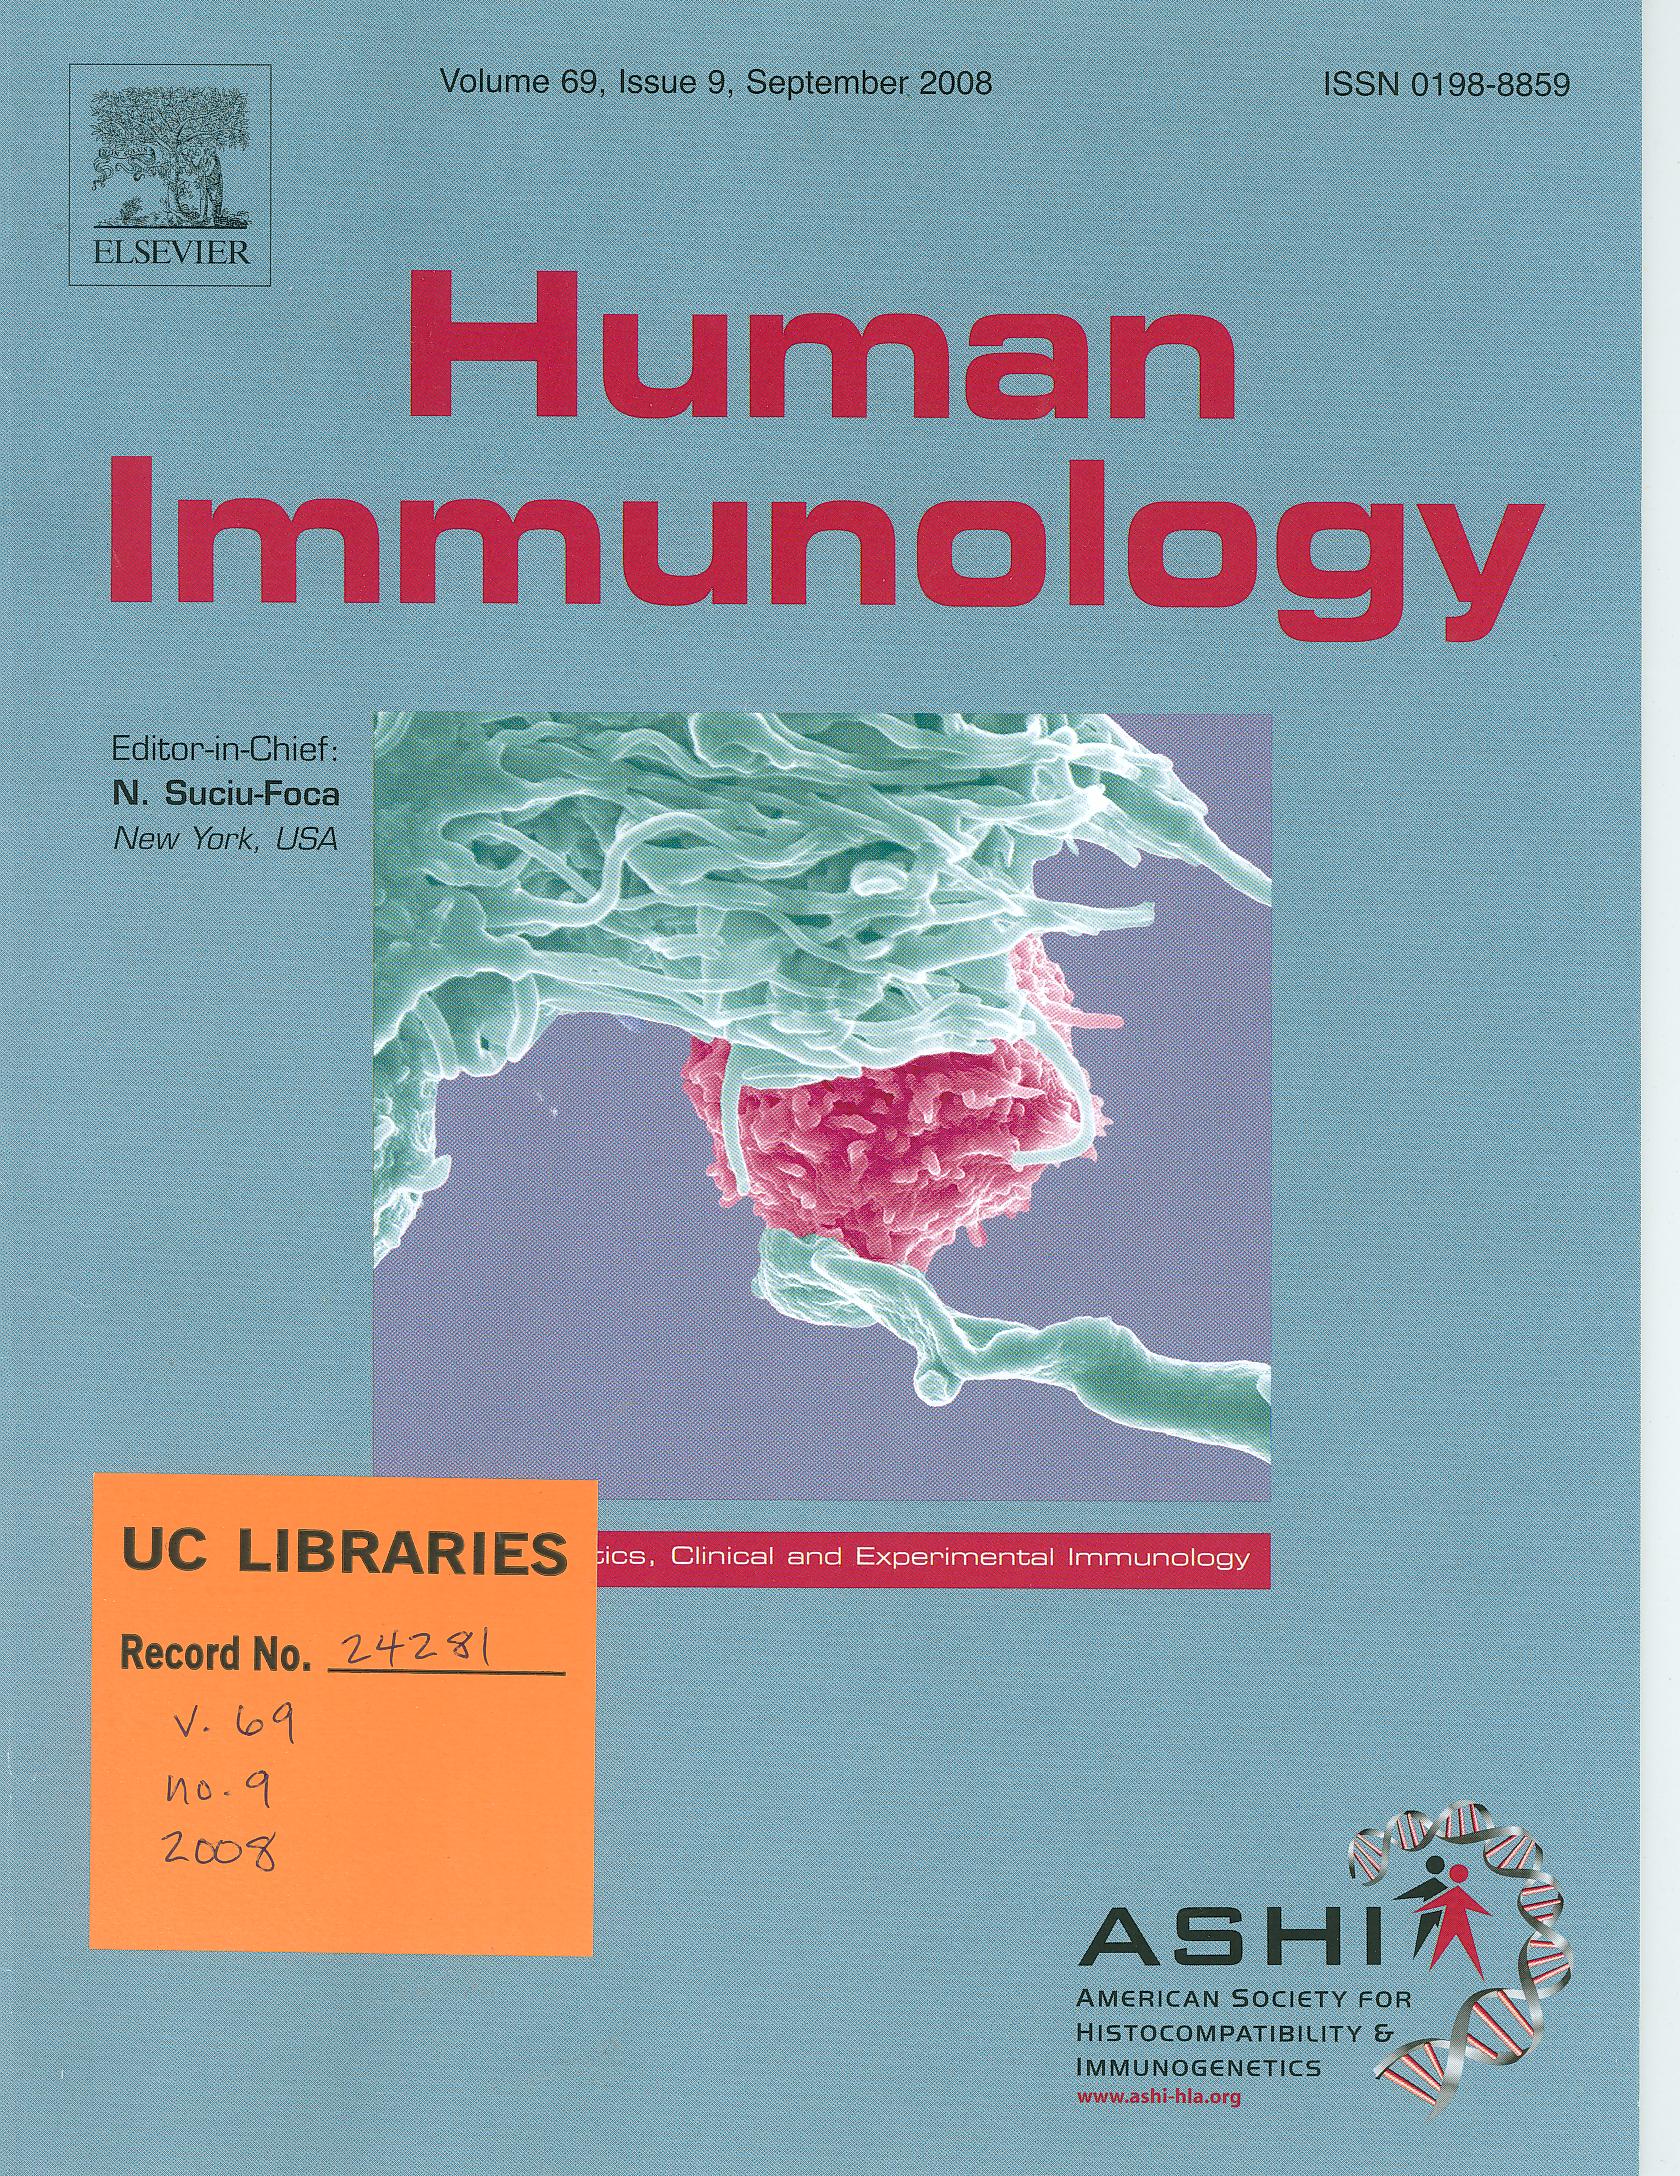 Volume 69, Issue 9, September 2008
ISSN 0198-8859
ELSEVIER
Human
Immunology
Editor-in-Chief:
N. Suciu-Foca
New York, USA
tics, Clinical and Experimental Immunology
UC LIBRARIES
Record No. 24281
v. 69
no. 9
2008
ASHI
AMERICAN SOCIETY FOR
HISTOCOMPATIBILITY &
IMMUNOGENETICS
www.ashi-hla.org